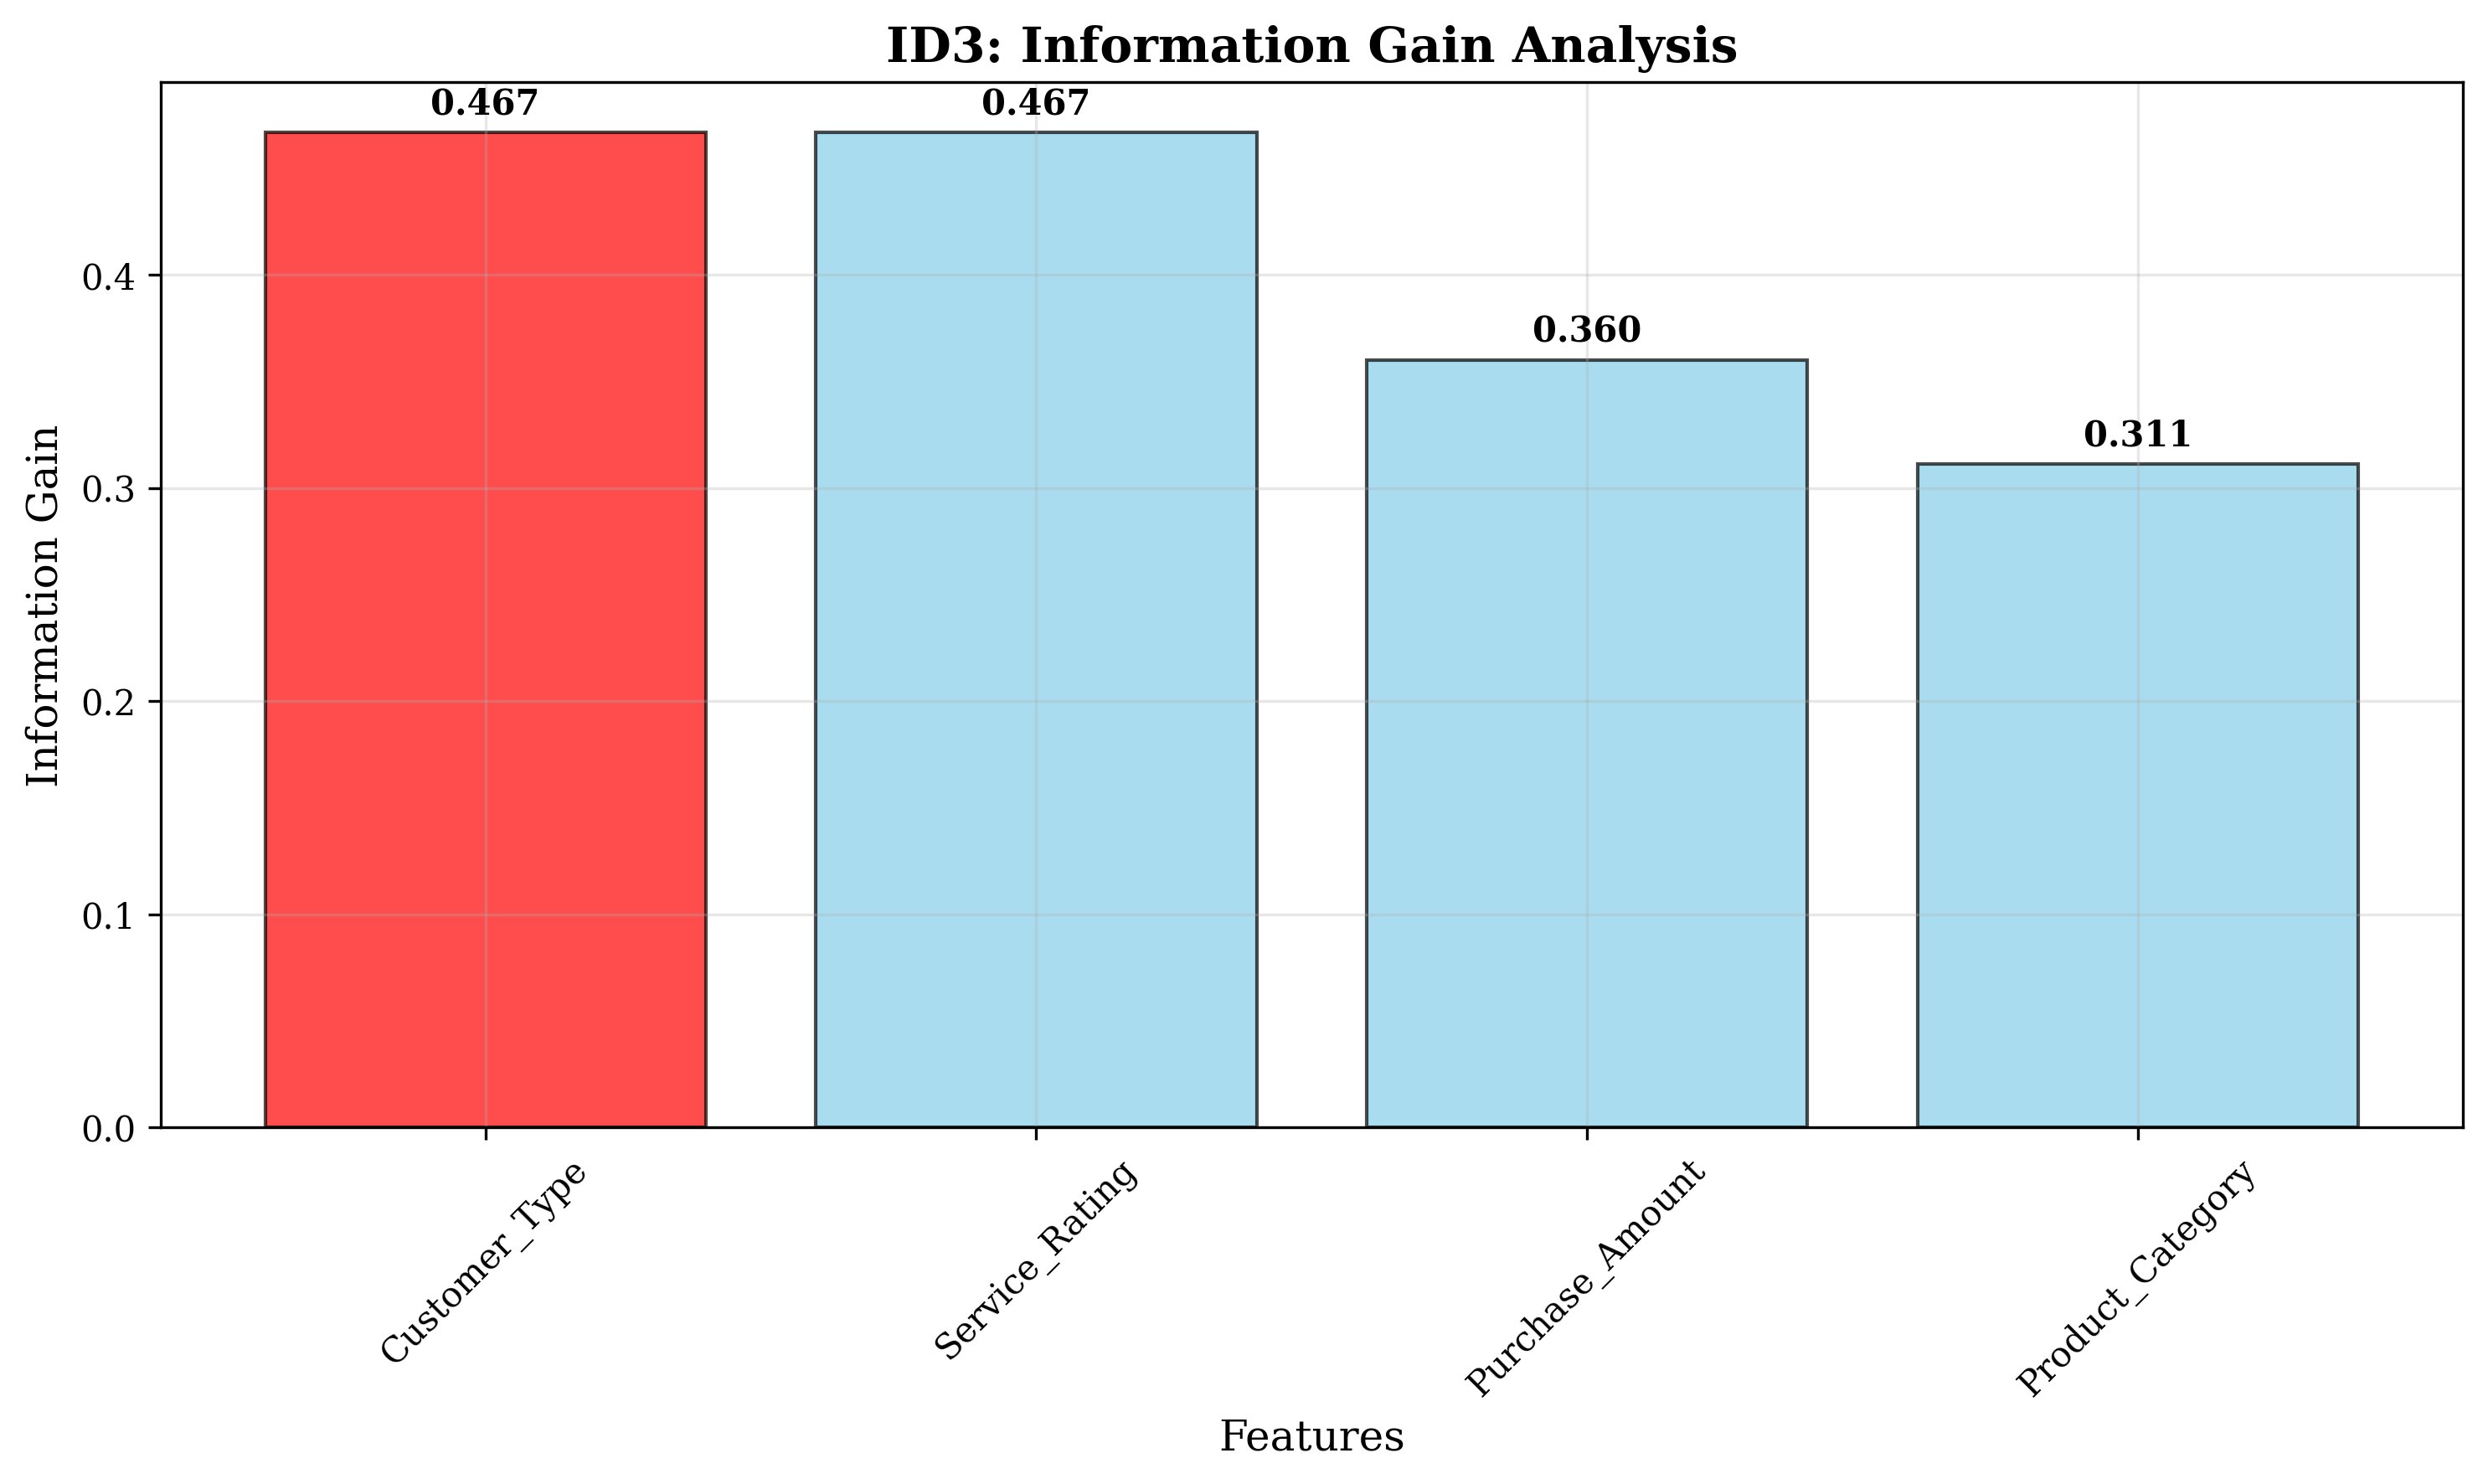 ID3: Information Gain Analysis
0.467
0.467
0.360
0.311
Information Gain
0.4
0.3
0.2
0.1
0.0
Customer_Type
Service_Rating
Purchase_Amount
Product_Category
Features